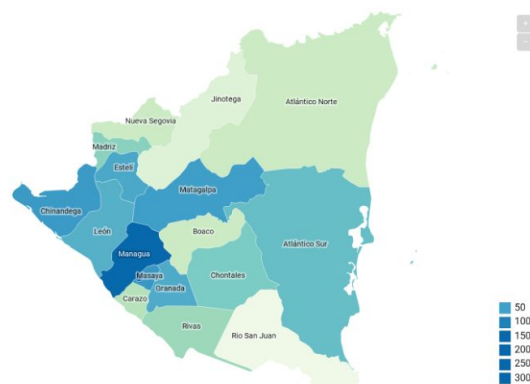 +
−
Jinotega
Atlántico Norte
Nueva Segovia
Madriz
Estelí
Matagalpa
Chinandega
León
Boaco
Atlántico Sur
Managua
Masaya
Chontales
Granada
Carazo
Rivas
Río San Juan
50
100
150
200
250
300